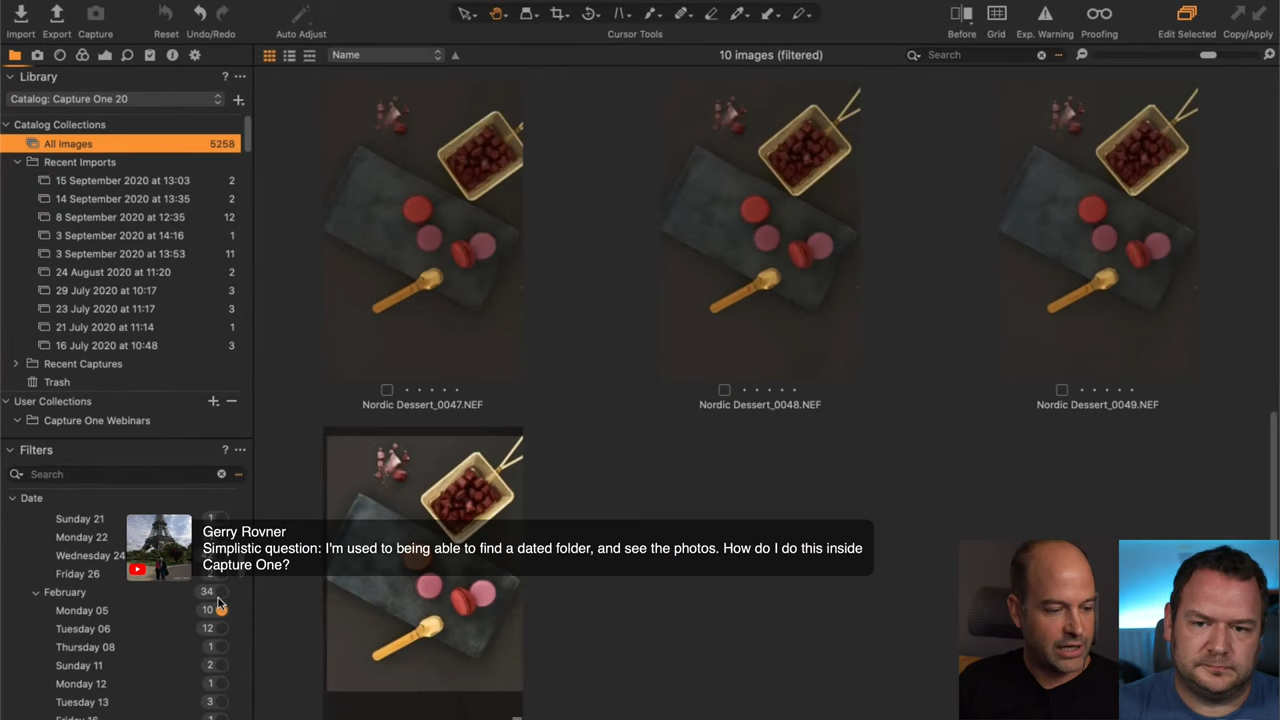 Import Export Capture Reset Undo/Redo Auto Adjust Cursor Tools Before Grid Exp. Warning Proofing Edit Selected Copy/Apply
Library ?
Catalog: Capture One 20
Name 10 images (filtered) Search
Catalog Collections
All Images 5258
Recent Imports
15 September 2020 at 13:03 2
14 September 2020 at 13:35 2
8 September 2020 at 12:35 12
3 September 2020 at 14:16 1
3 September 2020 at 13:53 11
24 August 2020 at 11:20 2
29 July 2020 at 10:17 3
23 July 2020 at 11:17 3
21 July 2020 at 11:14 1
16 July 2020 at 10:48 3
Recent Captures
Trash
User Collections
Capture One Webinars
Nordic Dessert_0047.NEF Nordic Dessert_0048.NEF Nordic Dessert_0049.NEF
Filters ?
Search
Date
Sunday 21 1
Monday 22
Wednesday 24
Friday 26
February 34
Monday 05 10
Tuesday 06 12
Thursday 08 1
Sunday 11 2
Monday 12 1
Tuesday 13 3
Gerry Rovner
Simplistic question: I'm used to being able to find a dated folder, and see the photos. How do I do this inside
Capture One?